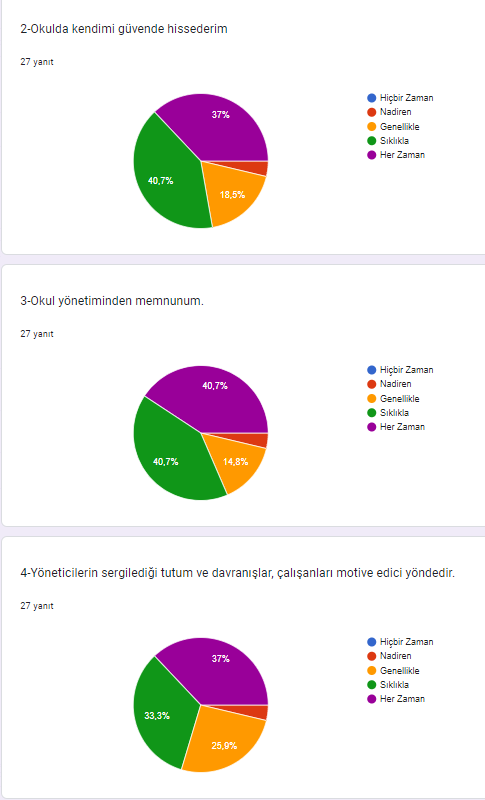 2-Okulda kendimi güvende hissederim
27 yanıt
37%
40,7%
18,5%
Hiçbir Zaman
Nadiren
Genellikle
Sıklıkla
Her Zaman
3-Okul yönetiminden memnunum.
27 yanıt
40,7%
40,7%
14,8%
Hiçbir Zaman
Nadiren
Genellikle
Sıklıkla
Her Zaman
4-Yöneticilerin sergilediği tutum ve davranışlar, çalışanları motive edici yöndedir.
27 yanıt
37%
33,3%
25,9%
Hiçbir Zaman
Nadiren
Genellikle
Sıklıkla
Her Zaman